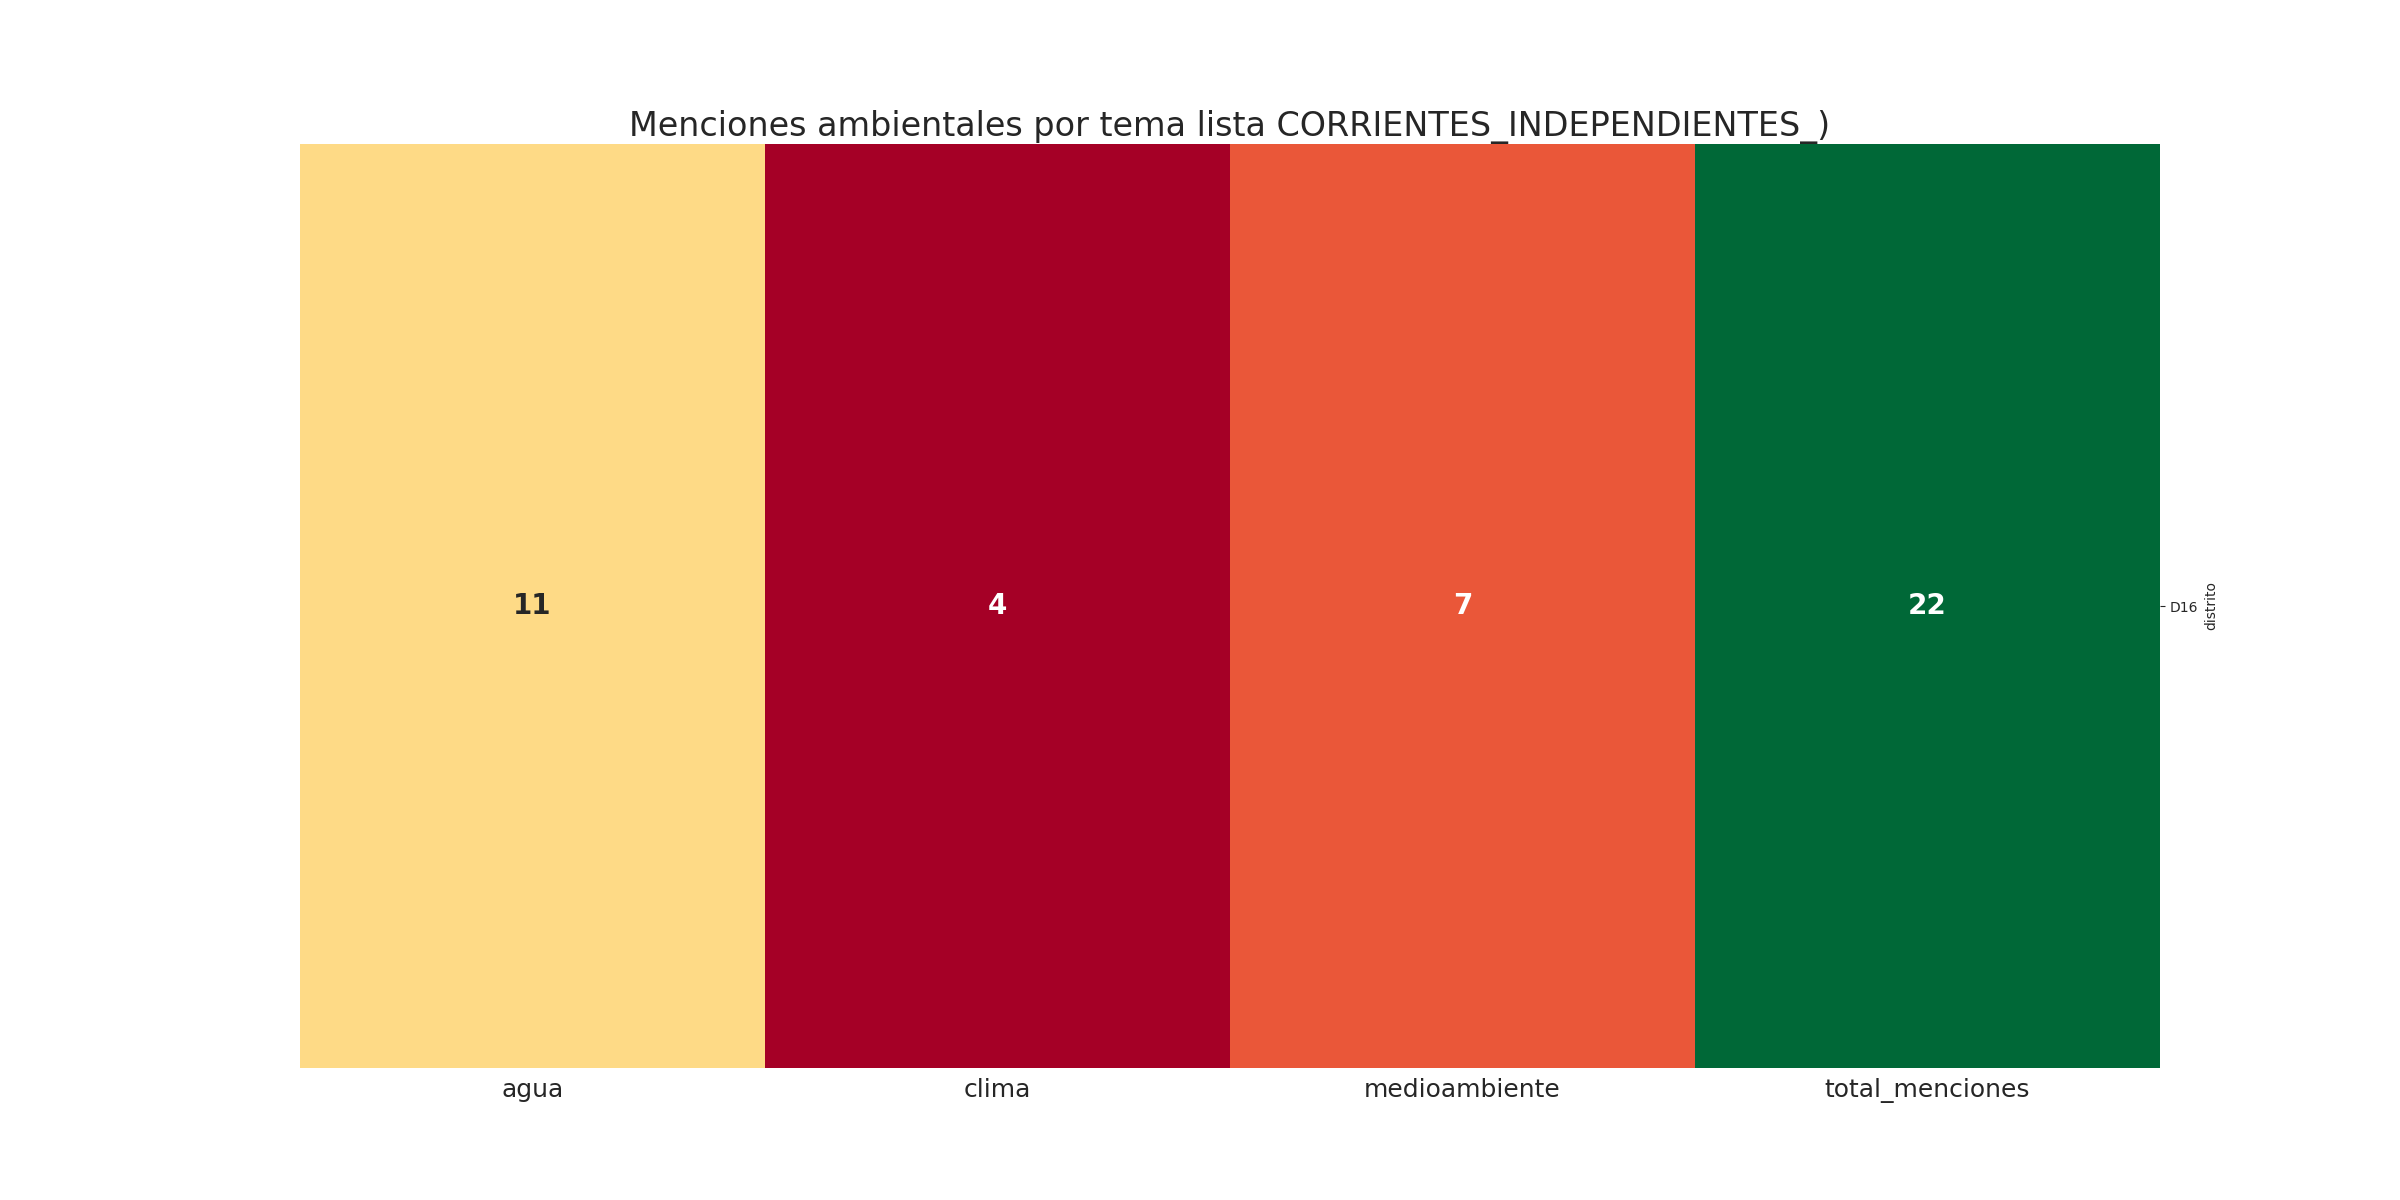 Menciones ambientales por tema lista CORRIENTES_INDEPENDIENTES_)
11 4 7 22
D16
distrito
agua clima medioambiente total_menciones